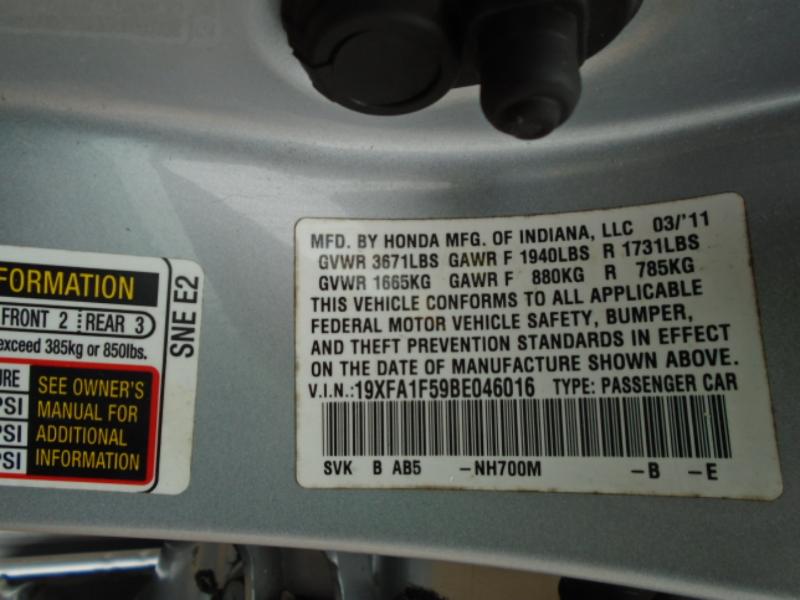 FORMATION
FRONT 2 REAR 3
exceed 385kg or 850lbs.
SNE E2
URE
PSI
PSI
PSI
SEE OWNER'S
MANUAL FOR
ADDITIONAL
INFORMATION
MFD. BY HONDA MFG. OF INDIANA, LLC 03/'11
GVWR 3671LBS GAWR F 1940LBS R 1731LBS
GVWR 1665KG GAWR F 880KG R 785KG
THIS VEHICLE CONFORMS TO ALL APPLICABLE
FEDERAL MOTOR VEHICLE SAFETY, BUMPER,
AND THEFT PREVENTION STANDARDS IN EFFECT
ON THE DATE OF MANUFACTURE SHOWN ABOVE.
V.I.N.:19XFA1F59BE046016 TYPE: PASSENGER CAR
SVK B AB5 -NH700M -B -E